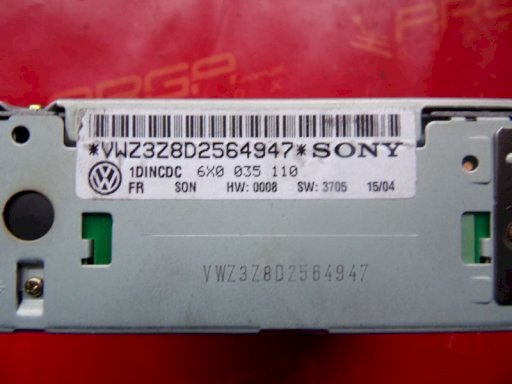 *VWZ3Z8D2564947* SONY
1DINCDC 6X0 035 110
FR SON HW: 0008 SW: 3705 15/04
VWZ3Z8D2564947